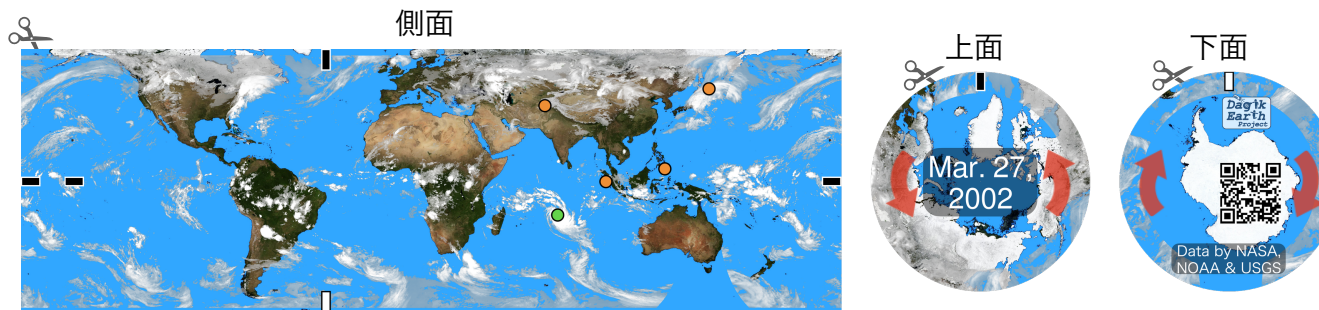 側面
上面
下面
Mar. 27,
2002
Dagik
Earth
Project
Data by NASA,
NOAA & USGS